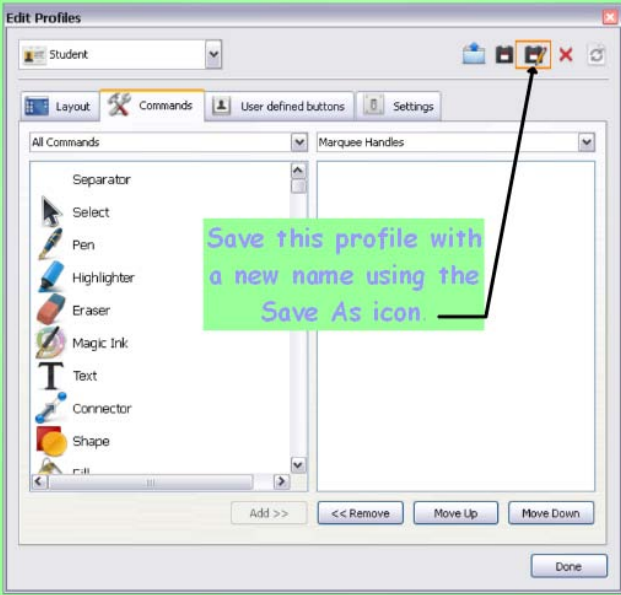 Edit Profiles
Student
Layout
Commands
User defined buttons
Settings
All Commands
Marquee Handles
Separator
Select
Pen
Highlighter
Eraser
Magic Ink
Text
Connector
Shape
Fill
Save this profile with
a new name using the
Save As icon.
Add >>
<< Remove
Move Up
Move Down
Done